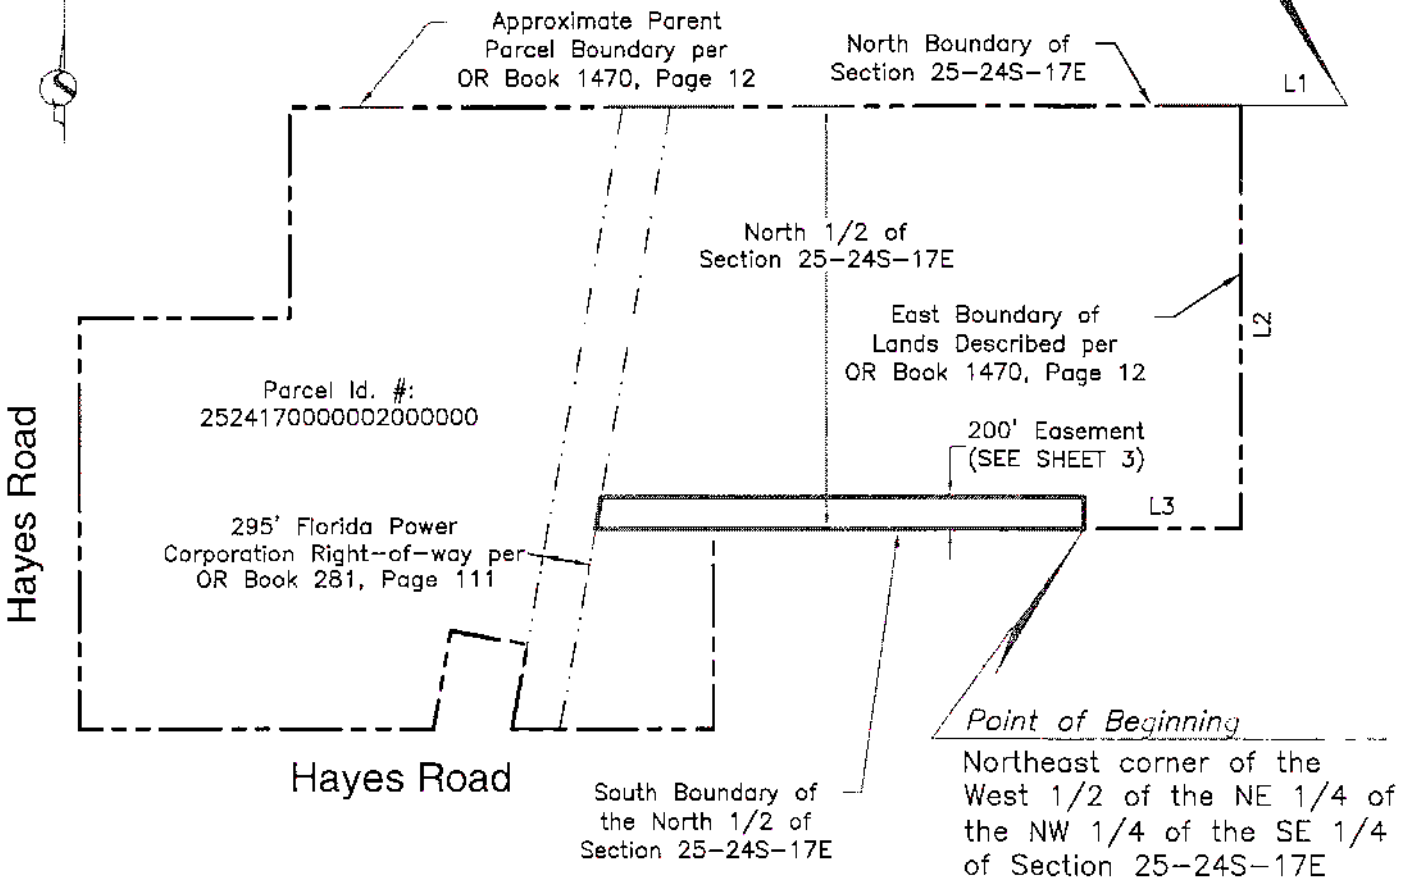 Approximate Parent
Parcel Boundary per
OR Book 1470, Page 12
North Boundary of
Section 25-24S-17E
L1
North 1/2 of
Section 25-24S-17E
East Boundary of
Lands Described per
OR Book 1470, Page 12
L2
Parcel Id. #:
2524170000002000000
200' Easement
(SEE SHEET 3)
L3
Hayes Road
295' Florida Power
Corporation Right-of-way per
OR Book 281, Page 111
Point of Beginning
Northeast corner of the
West 1/2 of the NE 1/4 of
the NW 1/4 of the SE 1/4
of Section 25-24S-17E
Hayes Road
South Boundary of
the North 1/2 of
Section 25-24S-17E